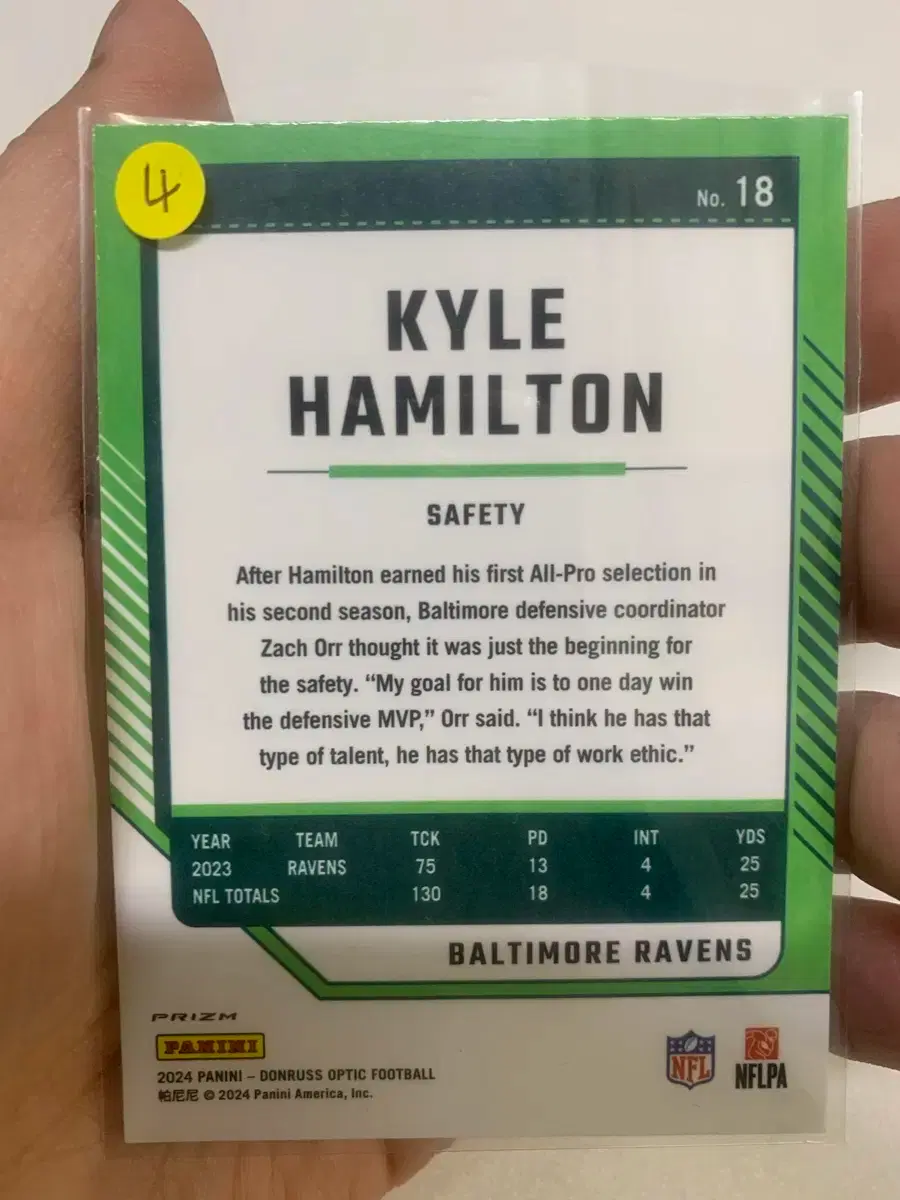 4
No. 18
KYLE
HAMILTON
SAFETY
After Hamilton earned his first All-Pro selection in
his second season, Baltimore defensive coordinator
Zach Orr thought it was just the beginning for
the safety. “My goal for him is to one day win
the defensive MVP,” Orr said. “I think he has that
type of talent, he has that type of work ethic.”
YEAR TEAM TCK PD INT YDS
2023 RAVENS 75 13 4 25
NFL TOTALS 130 18 4 25
BALTIMORE RAVENS
PRIZM
PANINI
NFL
NFLPA
2024 PANINI – DONRUSS OPTIC FOOTBALL
帕尼尼 © 2024 Panini America, Inc.